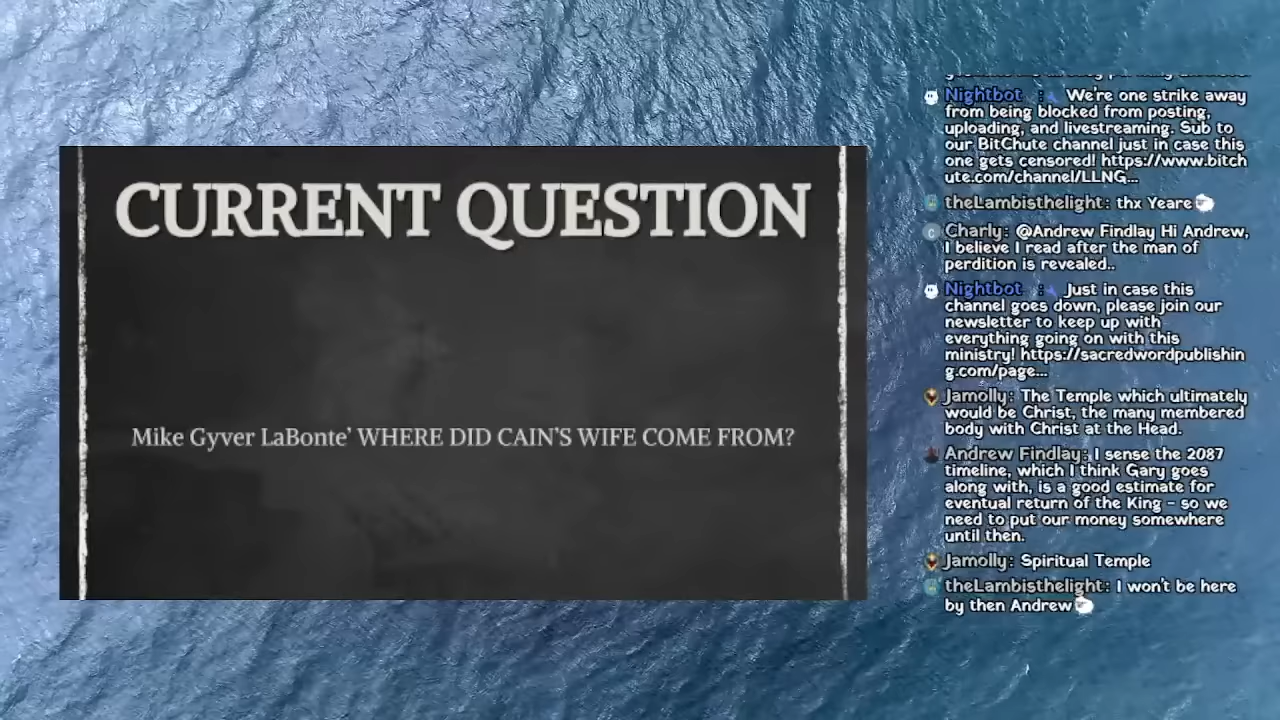 CURRENT QUESTION
Mike Gyver LaBonte' WHERE DID CAIN'S WIFE COME FROM?
Nightbot : We're one strike away
from being blocked from posting,
uploading, and livestreaming. Sub to
our BitChute channel just in case this
one gets censored! https://www.bitch
ute.com/channel/LLNG...
theLambisthelight: thx Yeare
Charly: @Andrew Findlay Hi Andrew,
I believe I read after the man of
perdition is revealed..
Nightbot : Just in case this
channel goes down, please join our
newsletter to keep up with
everything going on with this
ministry! https://sacredwordpublishin
g.com/page...
Jamolly: The Temple which ultimately
would be Christ, the many membered
body with Christ at the Head.
Andrew Findlay: I sense the 2087
timeline, which I think Gary goes
along with, is a good estimate for
eventual return of the King - so we
need to put our money somewhere
until then.
Jamolly: Spiritual Temple
theLambisthelight: I won't be here
by then Andrew